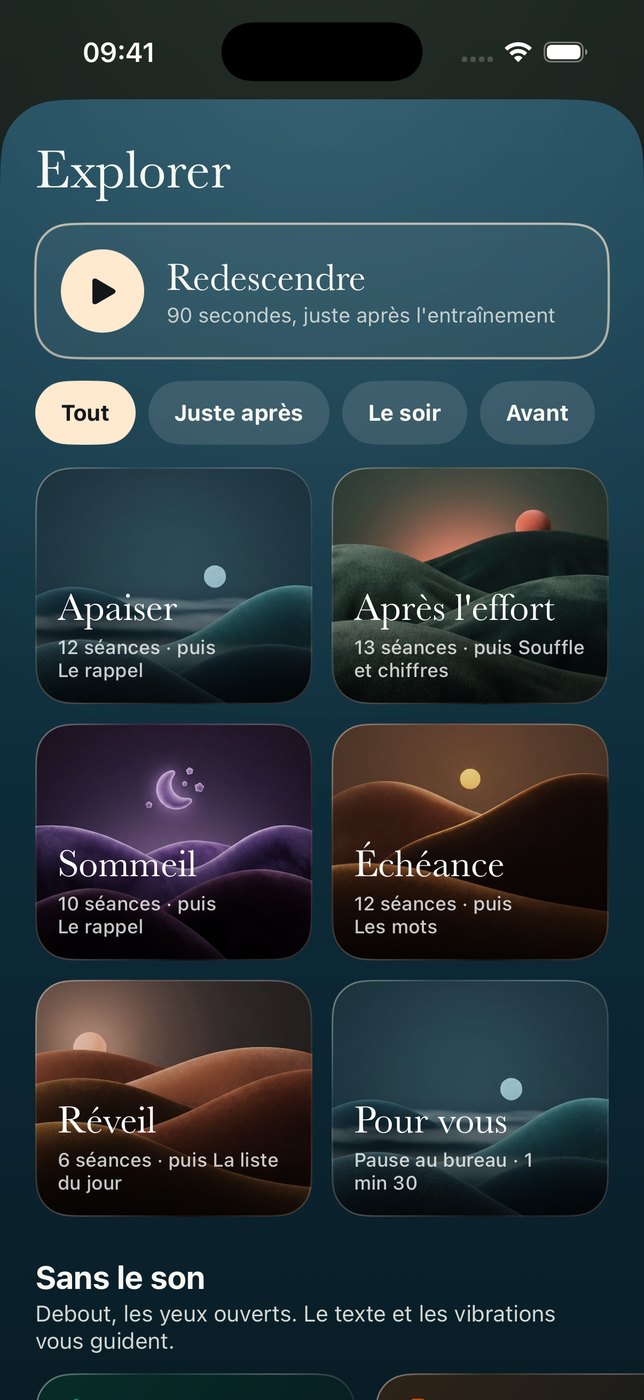 09:41
Explorer
Redescendre
90 secondes, juste après l'entraînement
Tout
Juste après
Le soir
Avant
Apaiser
12 séances · puis
Le rappel
Après l'effort
13 séances · puis Souffle
et chiffres
Sommeil
10 séances · puis
Le rappel
Échéance
12 séances · puis
Les mots
Réveil
6 séances · puis La liste
du jour
Pour vous
Pause au bureau · 1
min 30
Sans le son
Debout, les yeux ouverts. Le texte et les vibrations
vous guident.